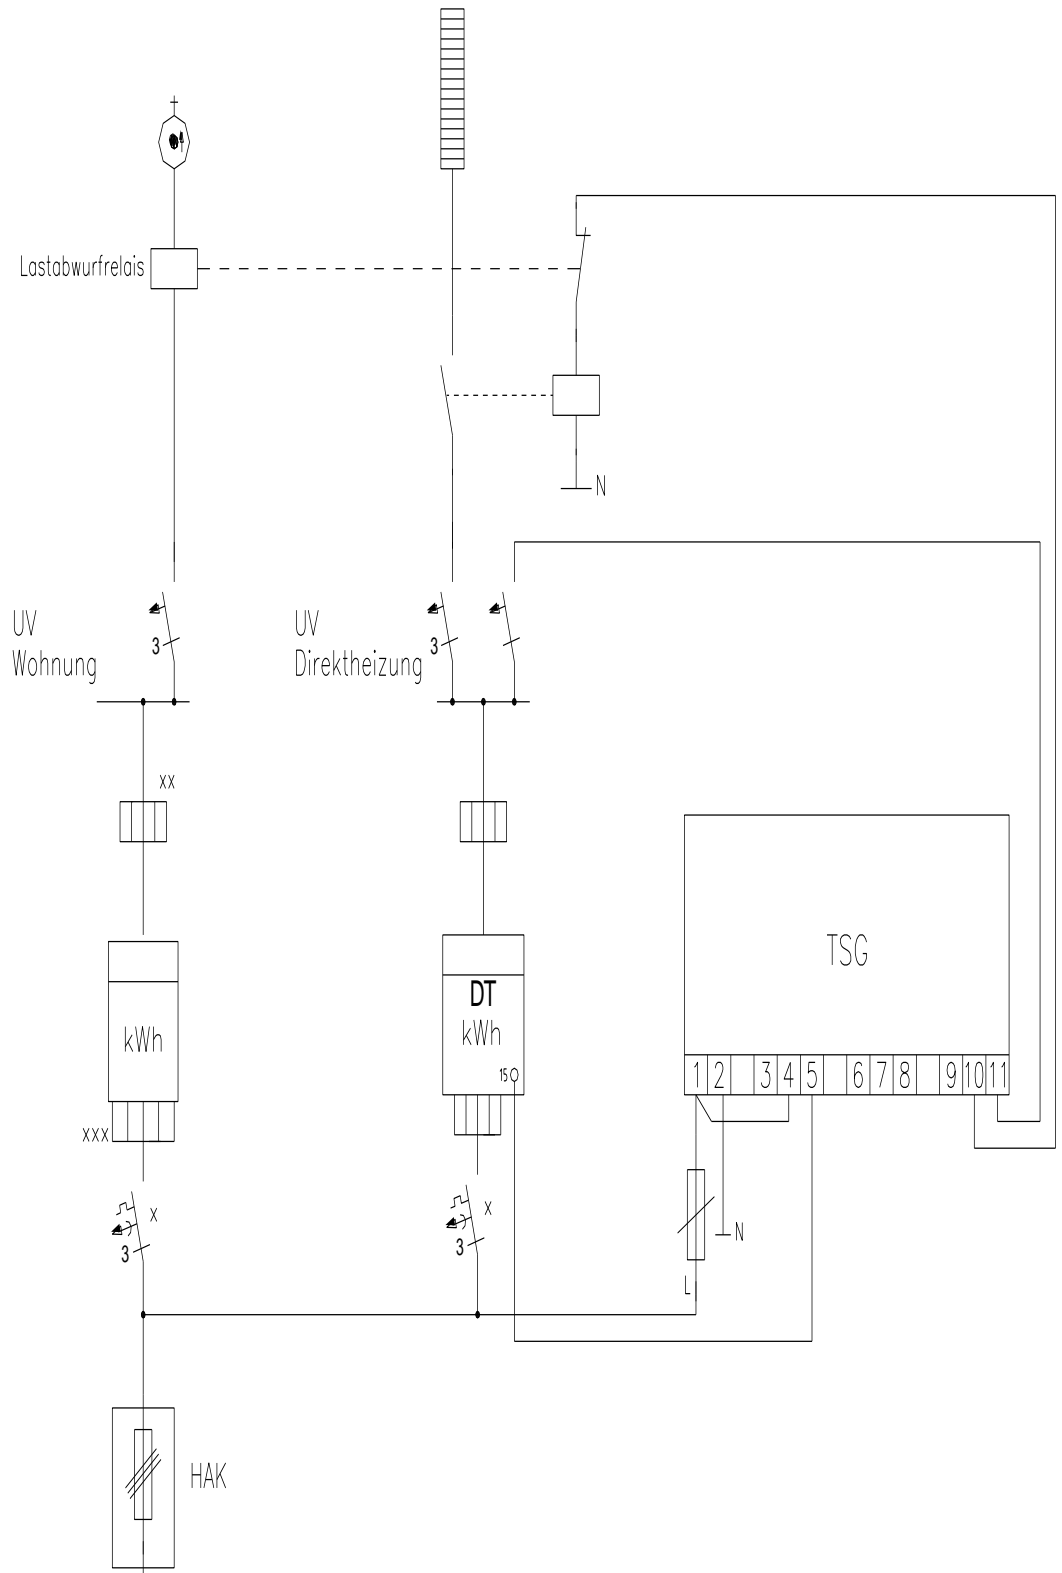 Lastabwurfrelais
N
UV
Wohnung
3
UV
Direktheizung
3
xx
kWh
DT
kWh
15
TSG
1 2 3 4 5 6 7 8 9 10 11
xxx
x
3
x
3
N
L
HAK